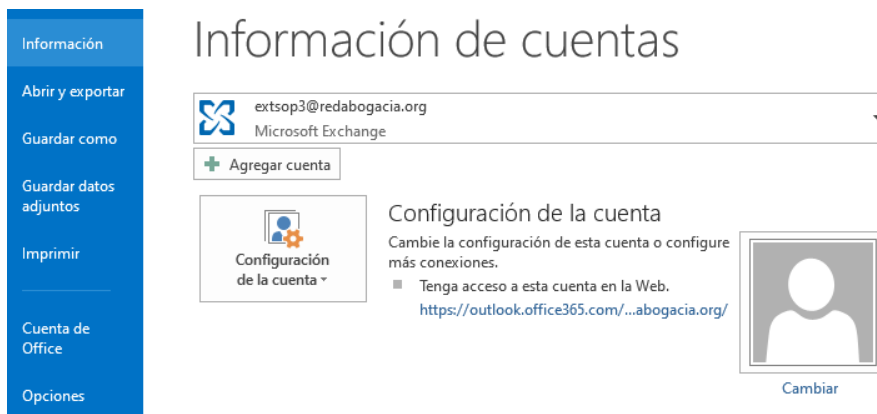 Información
Abrir y exportar
Guardar como
Guardar datos
adjuntos
Imprimir
Cuenta de
Office
Opciones
Información de cuentas
extsop3@redabogacia.org
Microsoft Exchange
Agregar cuenta
Configuración
de la cuenta
Configuración de la cuenta
Cambie la configuración de esta cuenta o configure
más conexiones.
Tenga acceso a esta cuenta en la Web.
https://outlook.office365.com/...abogacia.org/
Cambiar